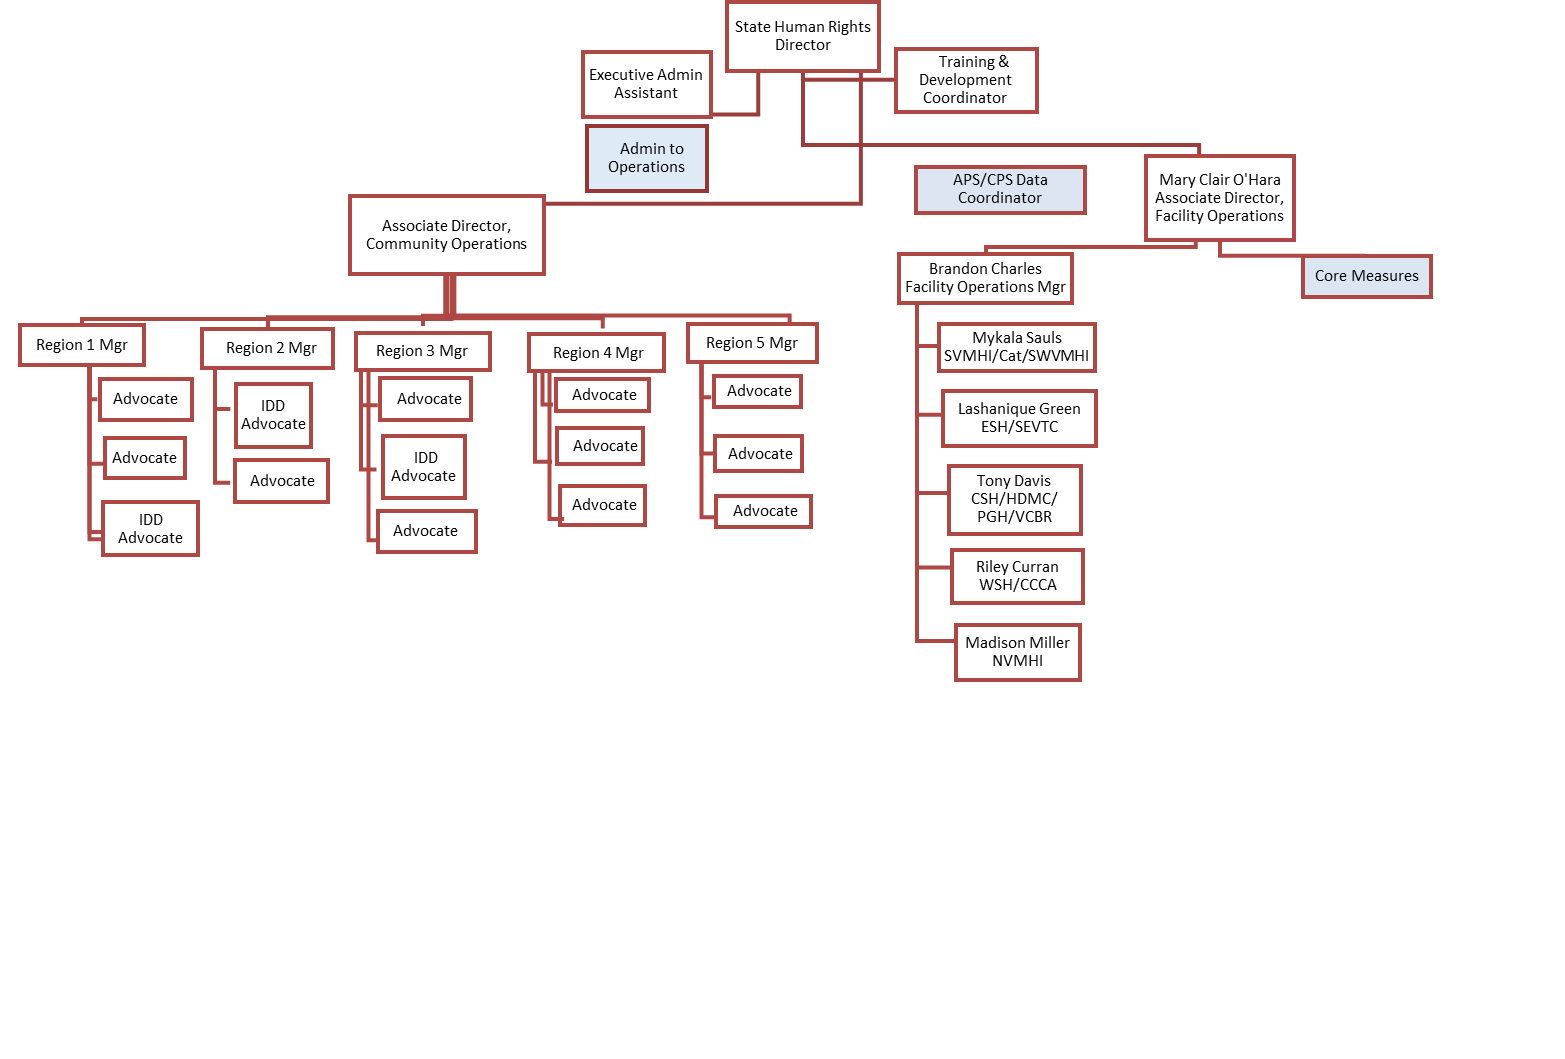 State Human Rights
Director
Executive Admin
Assistant
Training &
Development
Coordinator
Admin to
Operations
APS/CPS Data
Coordinator
Mary Clair O'Hara
Associate Director,
Facility Operations
Associate Director,
Community Operations
Brandon Charles
Facility Operations Mgr
Core Measures
Region 1 Mgr
Advocate
Advocate
IDD
Advocate
Region 2 Mgr
IDD
Advocate
Advocate
Region 3 Mgr
Advocate
IDD
Advocate
Advocate
Region 4 Mgr
Advocate
Advocate
Advocate
Region 5 Mgr
Advocate
Advocate
Advocate
Mykala Sauls
SVMHI/Cat/SWVMHI
Lashanique Green
ESH/SEVTC
Tony Davis
CSH/HDMC/
PGH/VCBR
Riley Curran
WSH/CCCA
Madison Miller
NVMHI